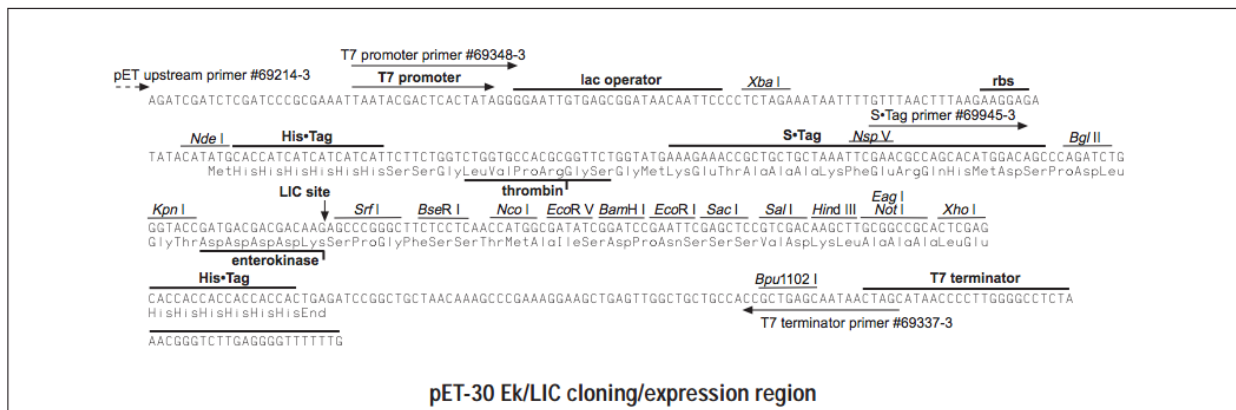 T7 promoter primer #69348-3
pET upstream primer #69214-3
T7 promoter
lac operator
Xba I
rbs
AGATCGATCTCGATCCCGCGAAATTAATACGACTCACTATAGGGGAATTGTGAGCGGATAACAATTCCCCTCTAGAAATAATTTTGTTTAACTTTAAGAAGGAGA
S•Tag primer #69945-3
Nde I
His•Tag
S•Tag
Nsp V
Bgl II
TATACATATGCACCATCATCATCATCATTCTTCTGGTCTGGTGCCACGCGGTTCTGGTATGAAAGAAACCGCTGCTGCTAAATTCGAACGCCAGCACATGGACAGCCCAGATCTG
MetHisHisHisHisHisHisSerSerGlyLeuValProArgGlySerGlyMetLysGluThrAlaAlaAlaLysPheGluArgGlnHisMetAspSerProAspLeu
LIC site
thrombin
Kpn I
Srf I
BseR I
Nco I
EcoR V
BamH I
EcoR I
Sac I
Sal I
Hind III
Eag I
Not I
Xho I
GGTACCGATGACGACGACAAGAGCCCGGGCTTCTCCTCAACCATGGCGATATCGGATCCGAATTCGAGCTCCGTCGACAAGCTTGCGGCCGCACTCGAG
GlyThrAspAspAspAspLysSerProGlyPheSerSerThrMetAlaIleSerAspProAsnSerSerSerValAspLysLeuAlaAlaAlaLeuGlu
enterokinase
His•Tag
Bpu1102 I
T7 terminator
CACCACCACCACCACCACTGAGATCCGGCTGCTAACAAAGCCCGAAAGGAAGCTGAGTTGGCTGCTGCCACCGCTGAGCAATAACTAGCATAACCCCTTGGGGCCTCTA
HisHisHisHisHisHisEnd
T7 terminator primer #69337-3
AACGGGTCTTGAGGGGTTTTTTG
pET-30 Ek/LIC cloning/expression region